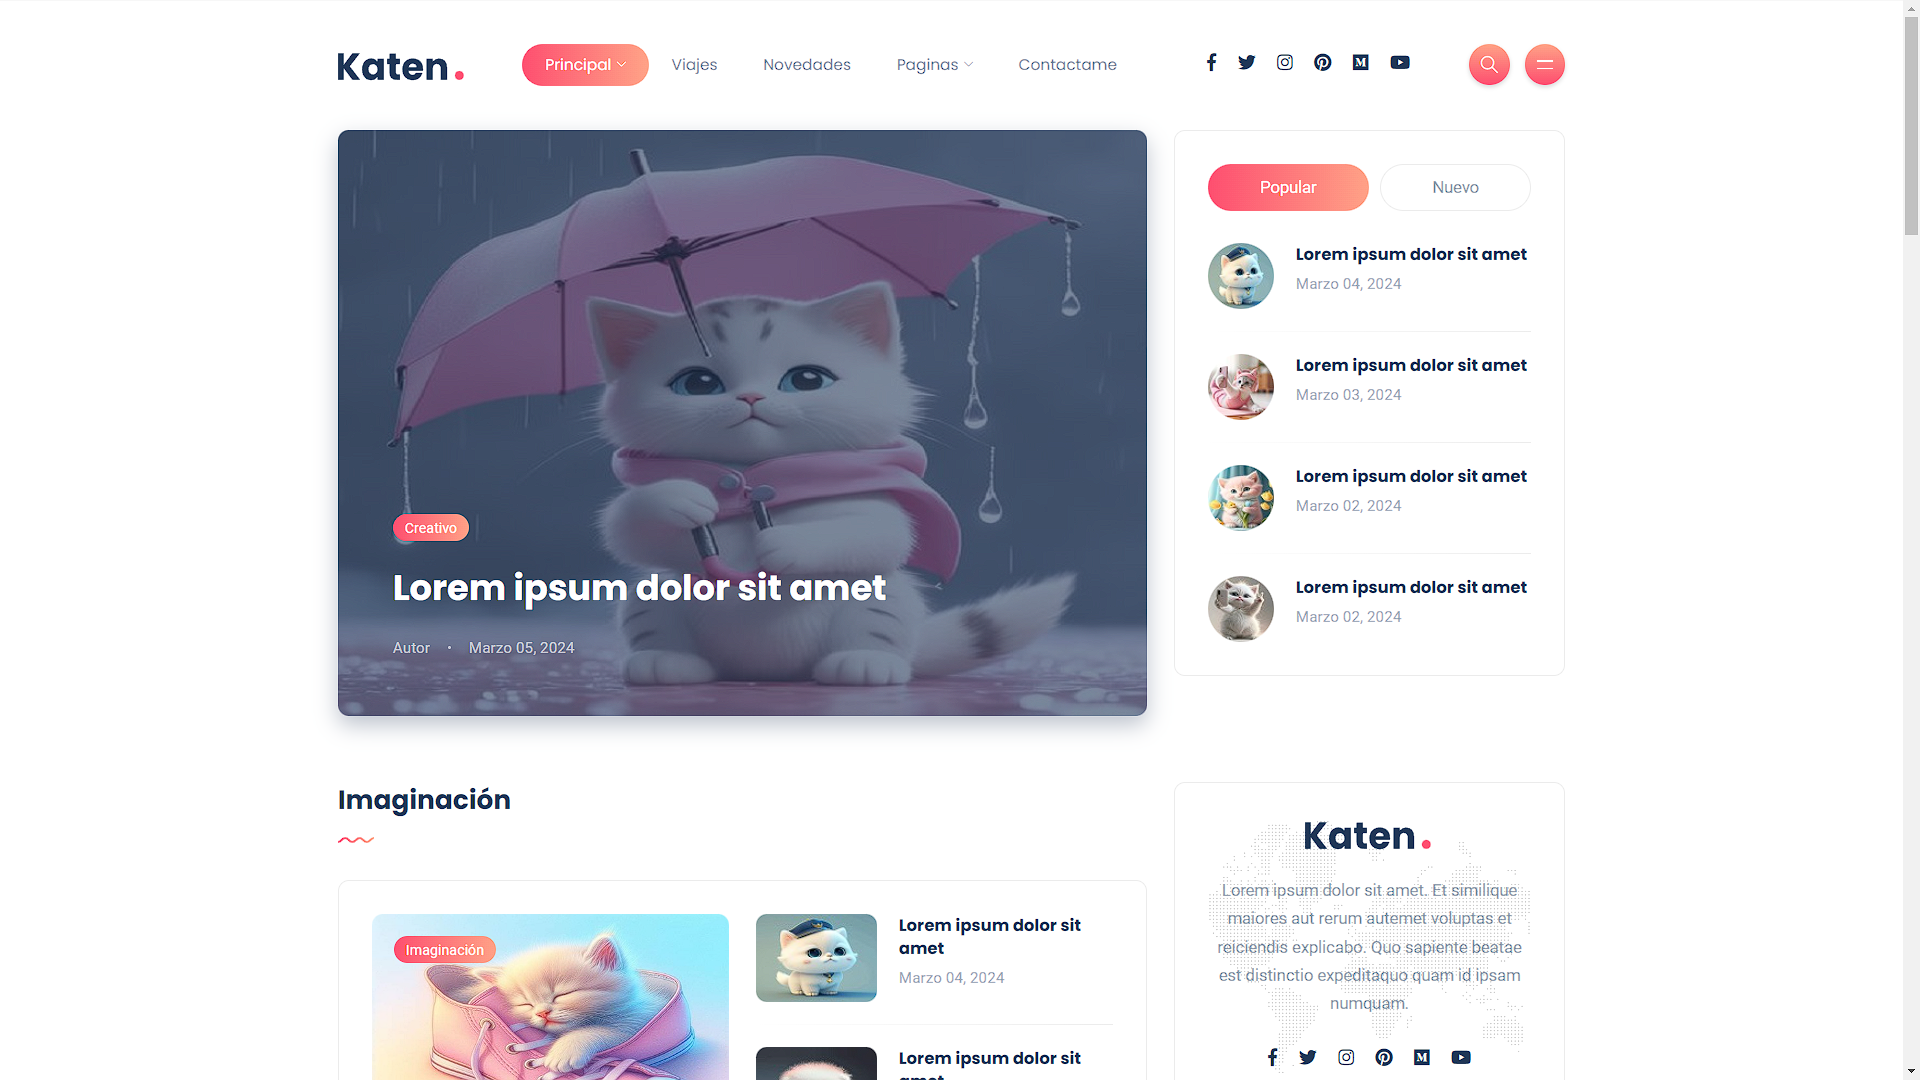 Katen.
Principal
Viajes
Novedades
Paginas
Contactame
Creativo
Lorem ipsum dolor sit amet
Autor • Marzo 05, 2024
Popular
Nuevo
Lorem ipsum dolor sit amet
Marzo 04, 2024
Lorem ipsum dolor sit amet
Marzo 03, 2024
Lorem ipsum dolor sit amet
Marzo 02, 2024
Lorem ipsum dolor sit amet
Marzo 02, 2024
Imaginación
Imaginación
Lorem ipsum dolor sit
amet
Marzo 04, 2024
Lorem ipsum dolor sit
amet
Katen.
Lorem ipsum dolor sit amet. Et similique
maiores aut rerum autemet voluptas et
reiciendis explicabo. Quo sapiente beatae
est distinctio expeditaquo quam id ipsam
numquam.